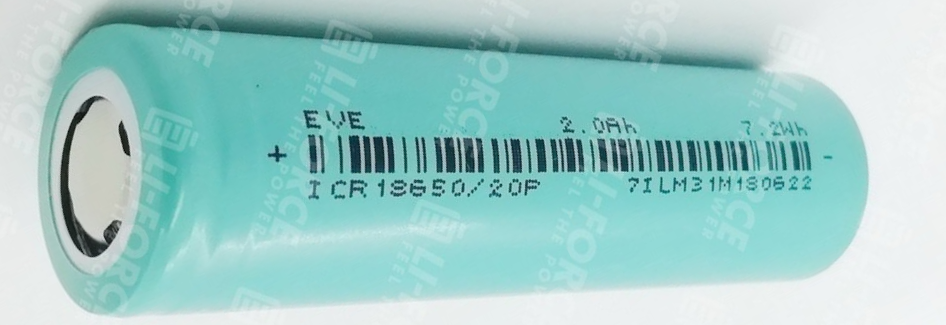 EVE 2.0Ah 7.2Wh
+ -
ICR18650/20P 7ILM31M180622
LI-FORCE
FEEL THE POWER